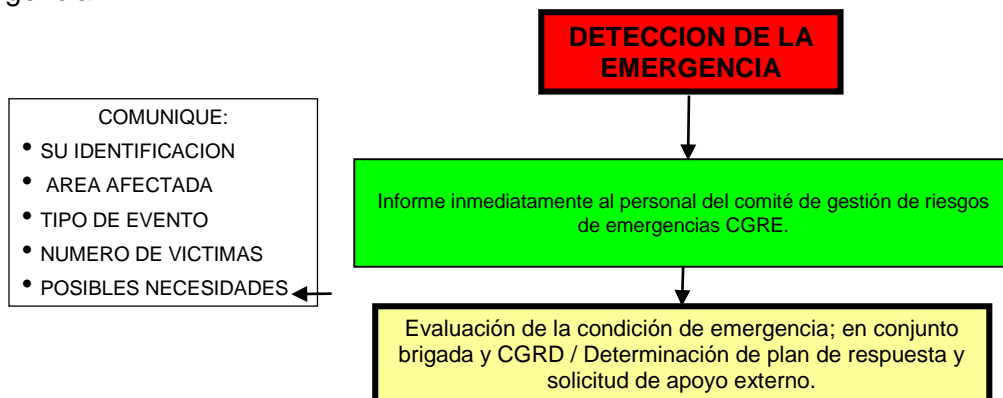 DETECCION DE LA
EMERGENCIA
COMUNIQUE:
• SU IDENTIFICACION
• AREA AFECTADA
• TIPO DE EVENTO
• NUMERO DE VICTIMAS
• POSIBLES NECESIDADES
Informe inmediatamente al personal del comité de gestión de riesgos
de emergencias CGRE.
Evaluación de la condición de emergencia; en conjunto
brigada y CGRD / Determinación de plan de respuesta y
solicitud de apoyo externo.